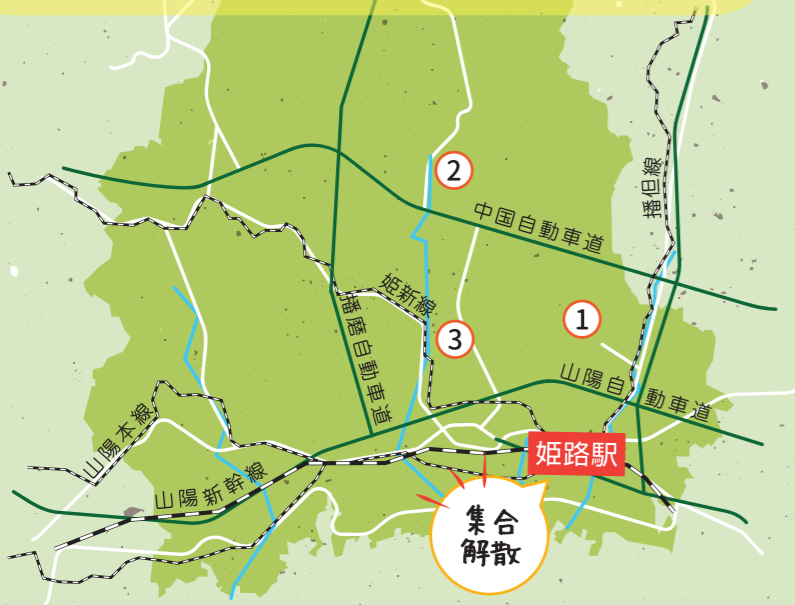 ②
中国自動車道
播但線
姫新線
①
③
播磨自動車道
山陽自動車道
山陽本線
姫路駅
山陽新幹線
集合
解散